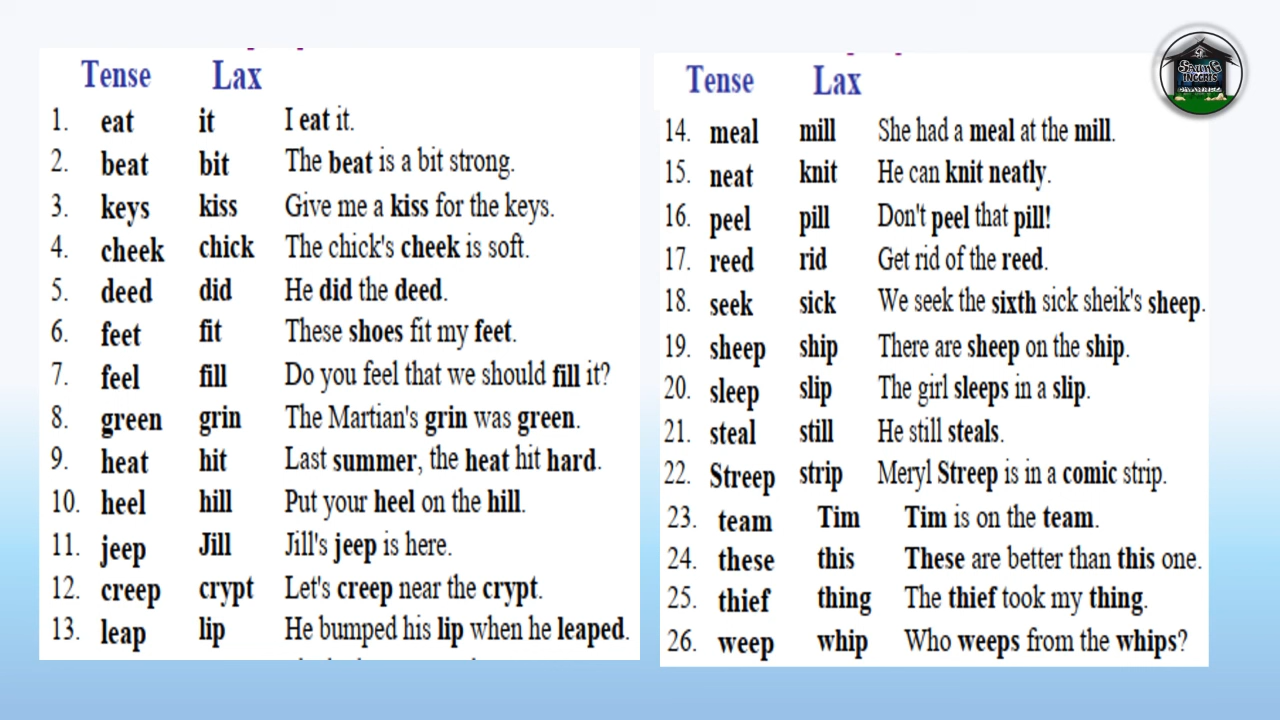 Tense Lax
1. eat it I eat it.
2. beat bit The beat is a bit strong.
3. keys kiss Give me a kiss for the keys.
4. cheek chick The chick's cheek is soft.
5. deed did He did the deed.
6. feet fit These shoes fit my feet.
7. feel fill Do you feel that we should fill it?
8. green grin The Martian's grin was green.
9. heat hit Last summer, the heat hit hard.
10. heel hill Put your heel on the hill.
11. jeep Jill Jill's jeep is here.
12. creep crypt Let's creep near the crypt.
13. leap lip He bumped his lip when he leaped.
Tense Lax
14. meal mill She had a meal at the mill.
15. neat knit He can knit neatly.
16. peel pill Don't peel that pill!
17. reed rid Get rid of the reed.
18. seek sick We seek the sixth sick sheik's sheep.
19. sheep ship There are sheep on the ship.
20. sleep slip The girl sleeps in a slip.
21. steal still He still steals.
22. Streep strip Meryl Streep is in a comic strip.
23. team Tim Tim is on the team.
24. these this These are better than this one.
25. thief thing The thief took my thing.
26. weep whip Who weeps from the whips?
SAUNG
INGGRIS
CHANNEL